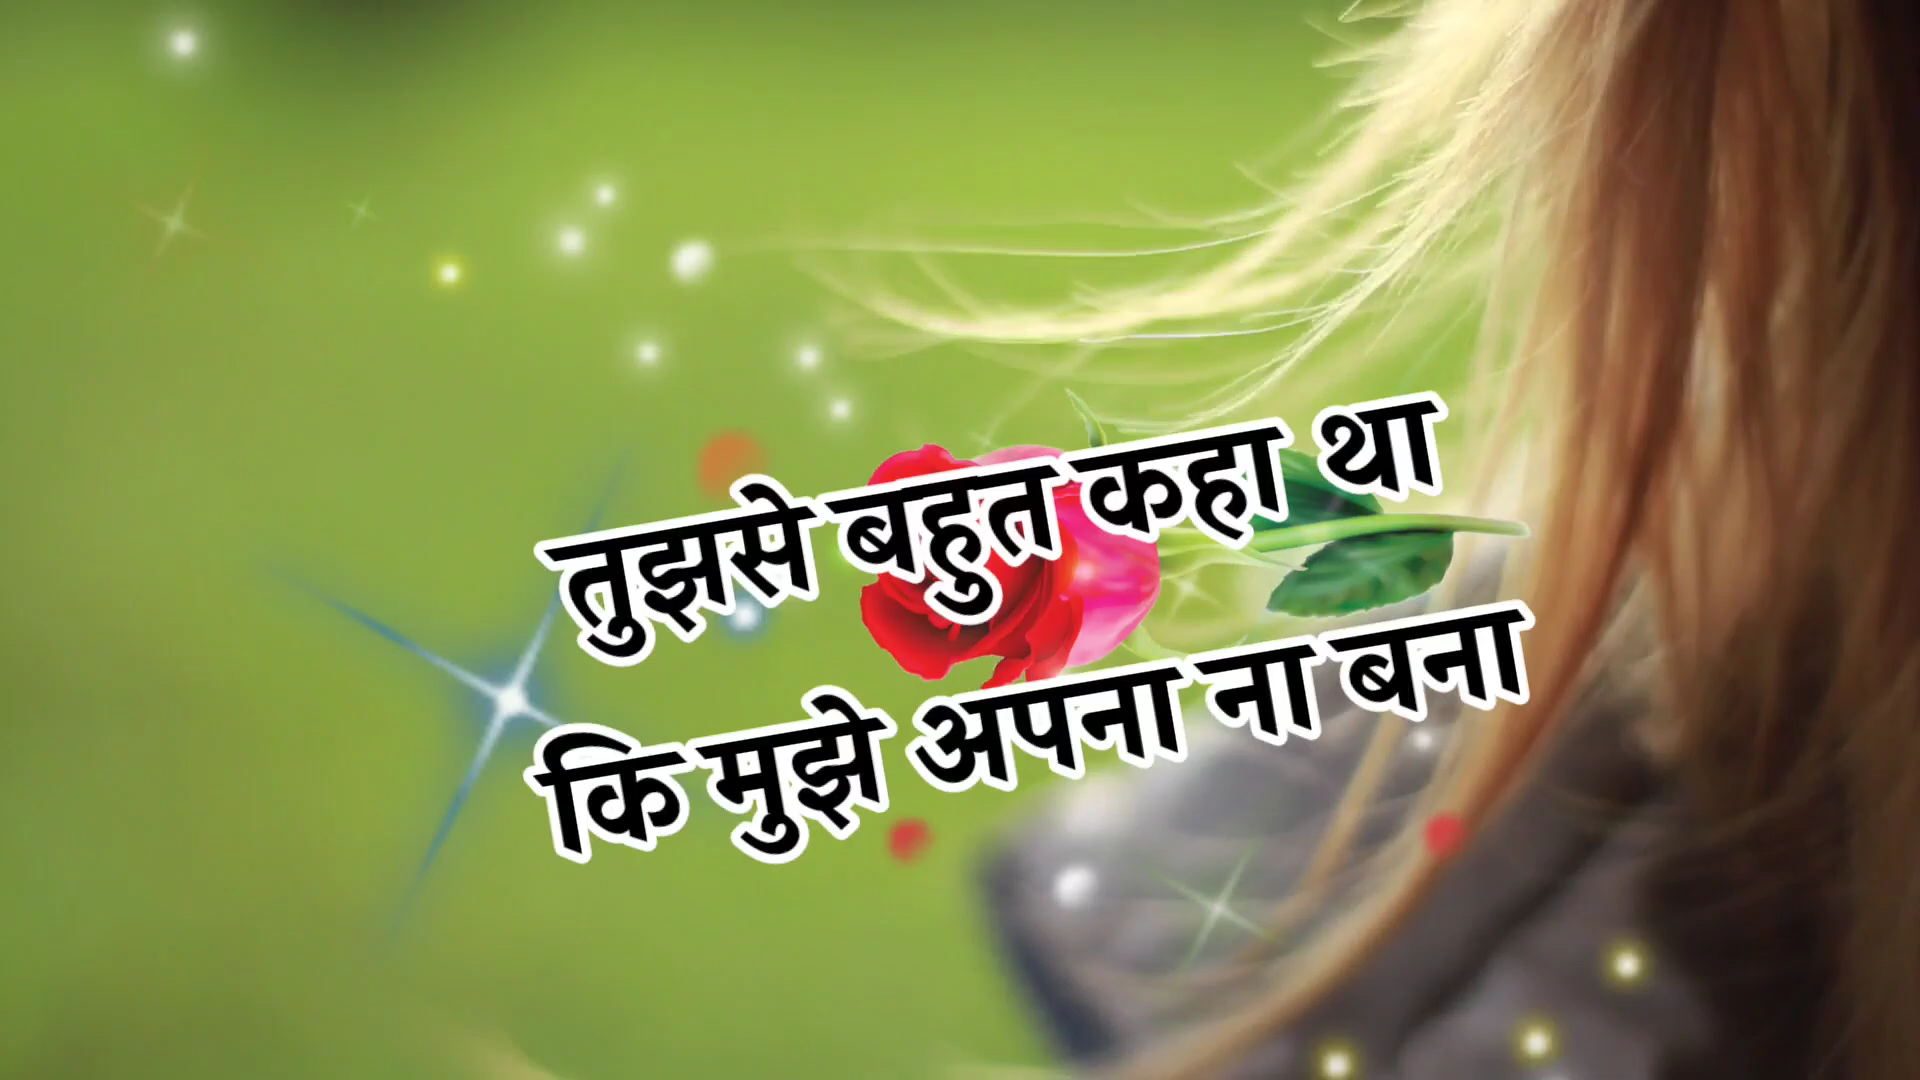 तुझसे बहुत कहा था
कि मुझे अपना ना बना